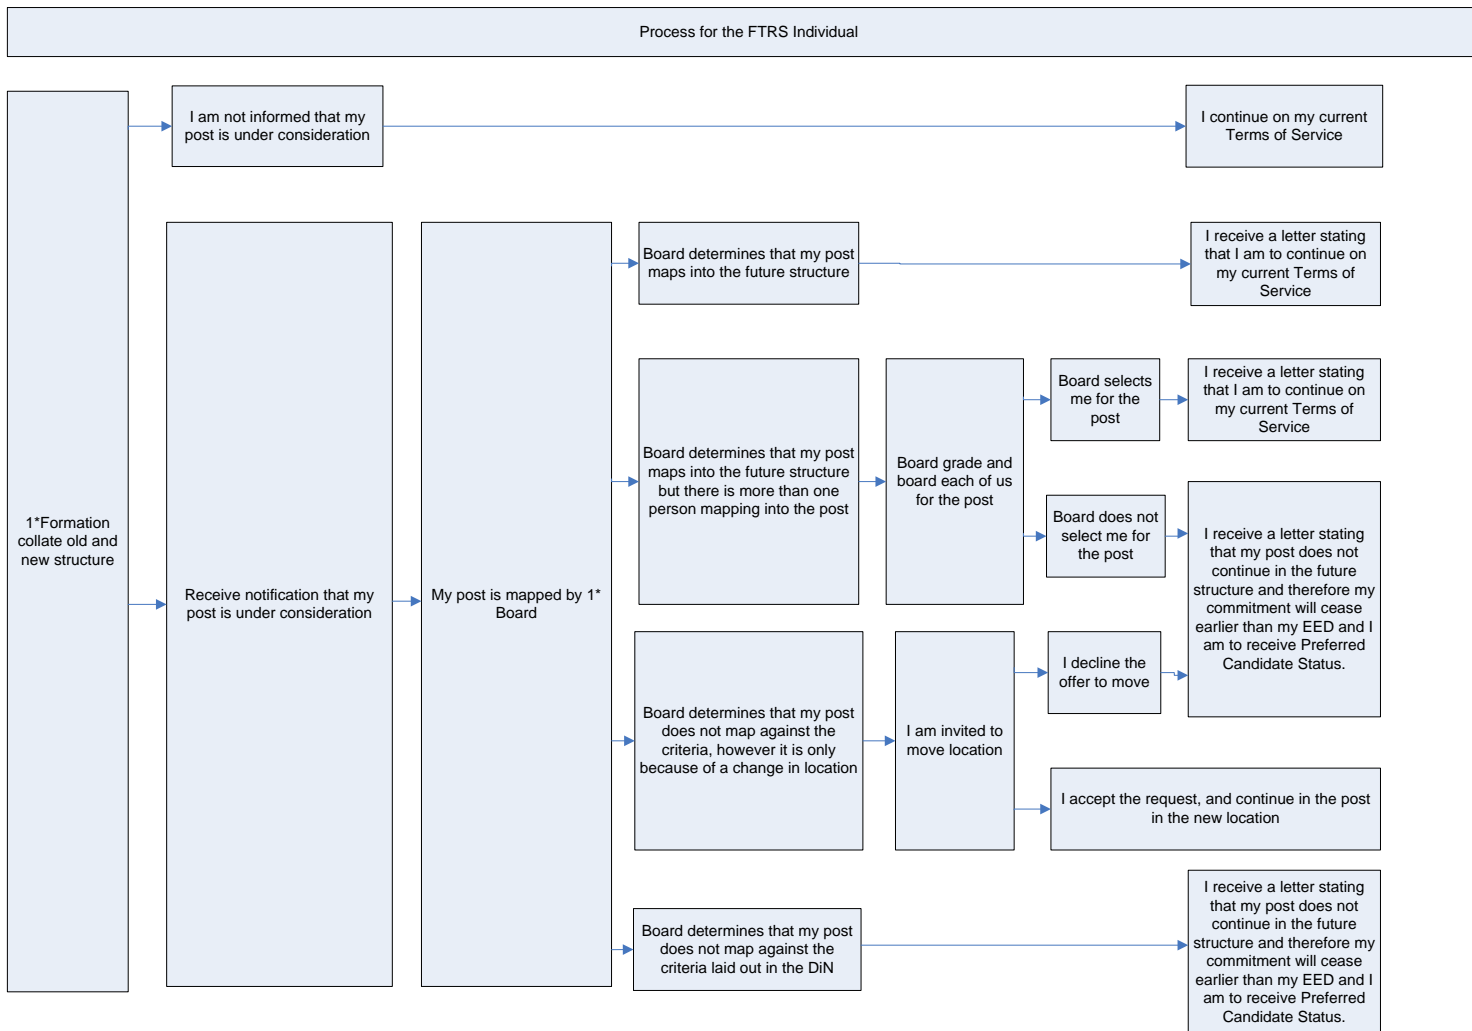 Process for the FTRS Individual
I am not informed that my
post is under consideration
I continue on my current
Terms of Service
1*Formation
collate old and
new structure
Receive notification that my
post is under consideration
My post is mapped by 1*
Board
Board determines that my post
maps into the future structure
I receive a letter stating
that I am to continue on
my current Terms of
Service
Board determines that my post
maps into the future structure
but there is more than one
person mapping into the post
Board grade and
board each of us
for the post
Board selects
me for the
post
I receive a letter stating
that I am to continue on
my current Terms of
Service
Board does not
select me for
the post
I receive a letter stating
that my post does not
continue in the future
structure and therefore my
commitment will cease
earlier than my EED and I
am to receive Preferred
Candidate Status.
Board determines that my post
does not map against the
criteria, however it is only
because of a change in location
I am invited to
move location
I decline the
offer to move
I accept the request, and continue in the post
in the new location
Board determines that my post
does not map against the
criteria laid out in the DiN
I receive a letter stating
that my post does not
continue in the future
structure and therefore my
commitment will cease
earlier than my EED and I
am to receive Preferred
Candidate Status.